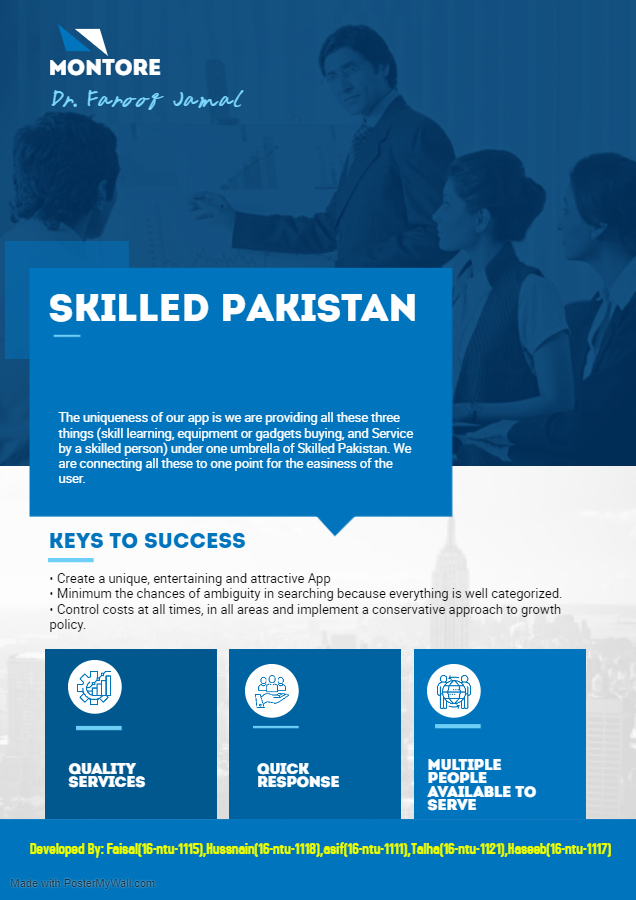 MONTORE
Dr. Farooq Jamal
SKILLED PAKISTAN
The uniqueness of our app is we are providing all these three
things (skill learning, equipment or gadgets buying, and Service
by a skilled person) under one umbrella of Skilled Pakistan. We
are connecting all these to one point for the easiness of the
user.
KEYS TO SUCCESS
• Create a unique, entertaining and attractive App
• Minimum the chances of ambiguity in searching because everything is well categorized.
• Control costs at all times, in all areas and implement a conservative approach to growth
policy.
QUALITY
SERVICES
QUICK
RESPONSE
MULTIPLE
PEOPLE
AVAILABLE TO
SERVE
Developed By: Faisal(16-ntu-1115),Hussnain(16-ntu-1118),asif(16-ntu-1111),Talha(16-ntu-1121),Haseeb(16-ntu-1117)
Made with PosterMyWall.com